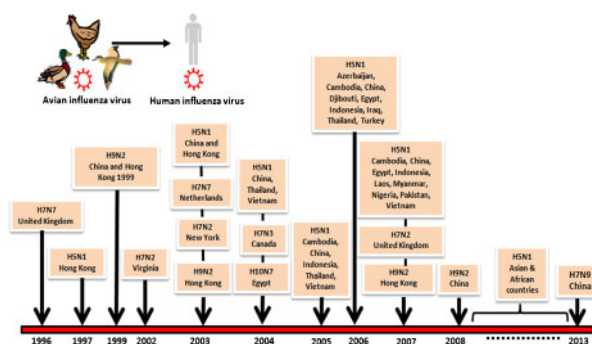 Avian influenza virus
Human influenza virus
H7N7
United Kingdom
H5N1
Hong Kong
H9N2
China and Hong
Kong 1999
H7N2
Virginia
H5N1
China and
Hong Kong
H7N7
Netherlands
H7N2
New York
H9N2
Hong Kong
H5N1
China,
Thailand,
Vietnam
H7N3
Canada
H10N7
Egypt
H5N1
Cambodia,
China,
Indonesia,
Thailand,
Vietnam
H5N1
Azerbaijan,
Cambodia, China,
Djibouti, Egypt,
Indonesia, Iraq,
Thailand, Turkey
H5N1
Cambodia, China,
Egypt, Indonesia,
Laos, Myanmar,
Nigeria, Pakistan,
Vietnam
H7N2
United Kingdom
H9N2
Hong Kong
H9N2
China
H5N1
Asian &
African
countries
H7N9
China
1996
1997
1999
2002
2003
2004
2005
2006
2007
2008
2013